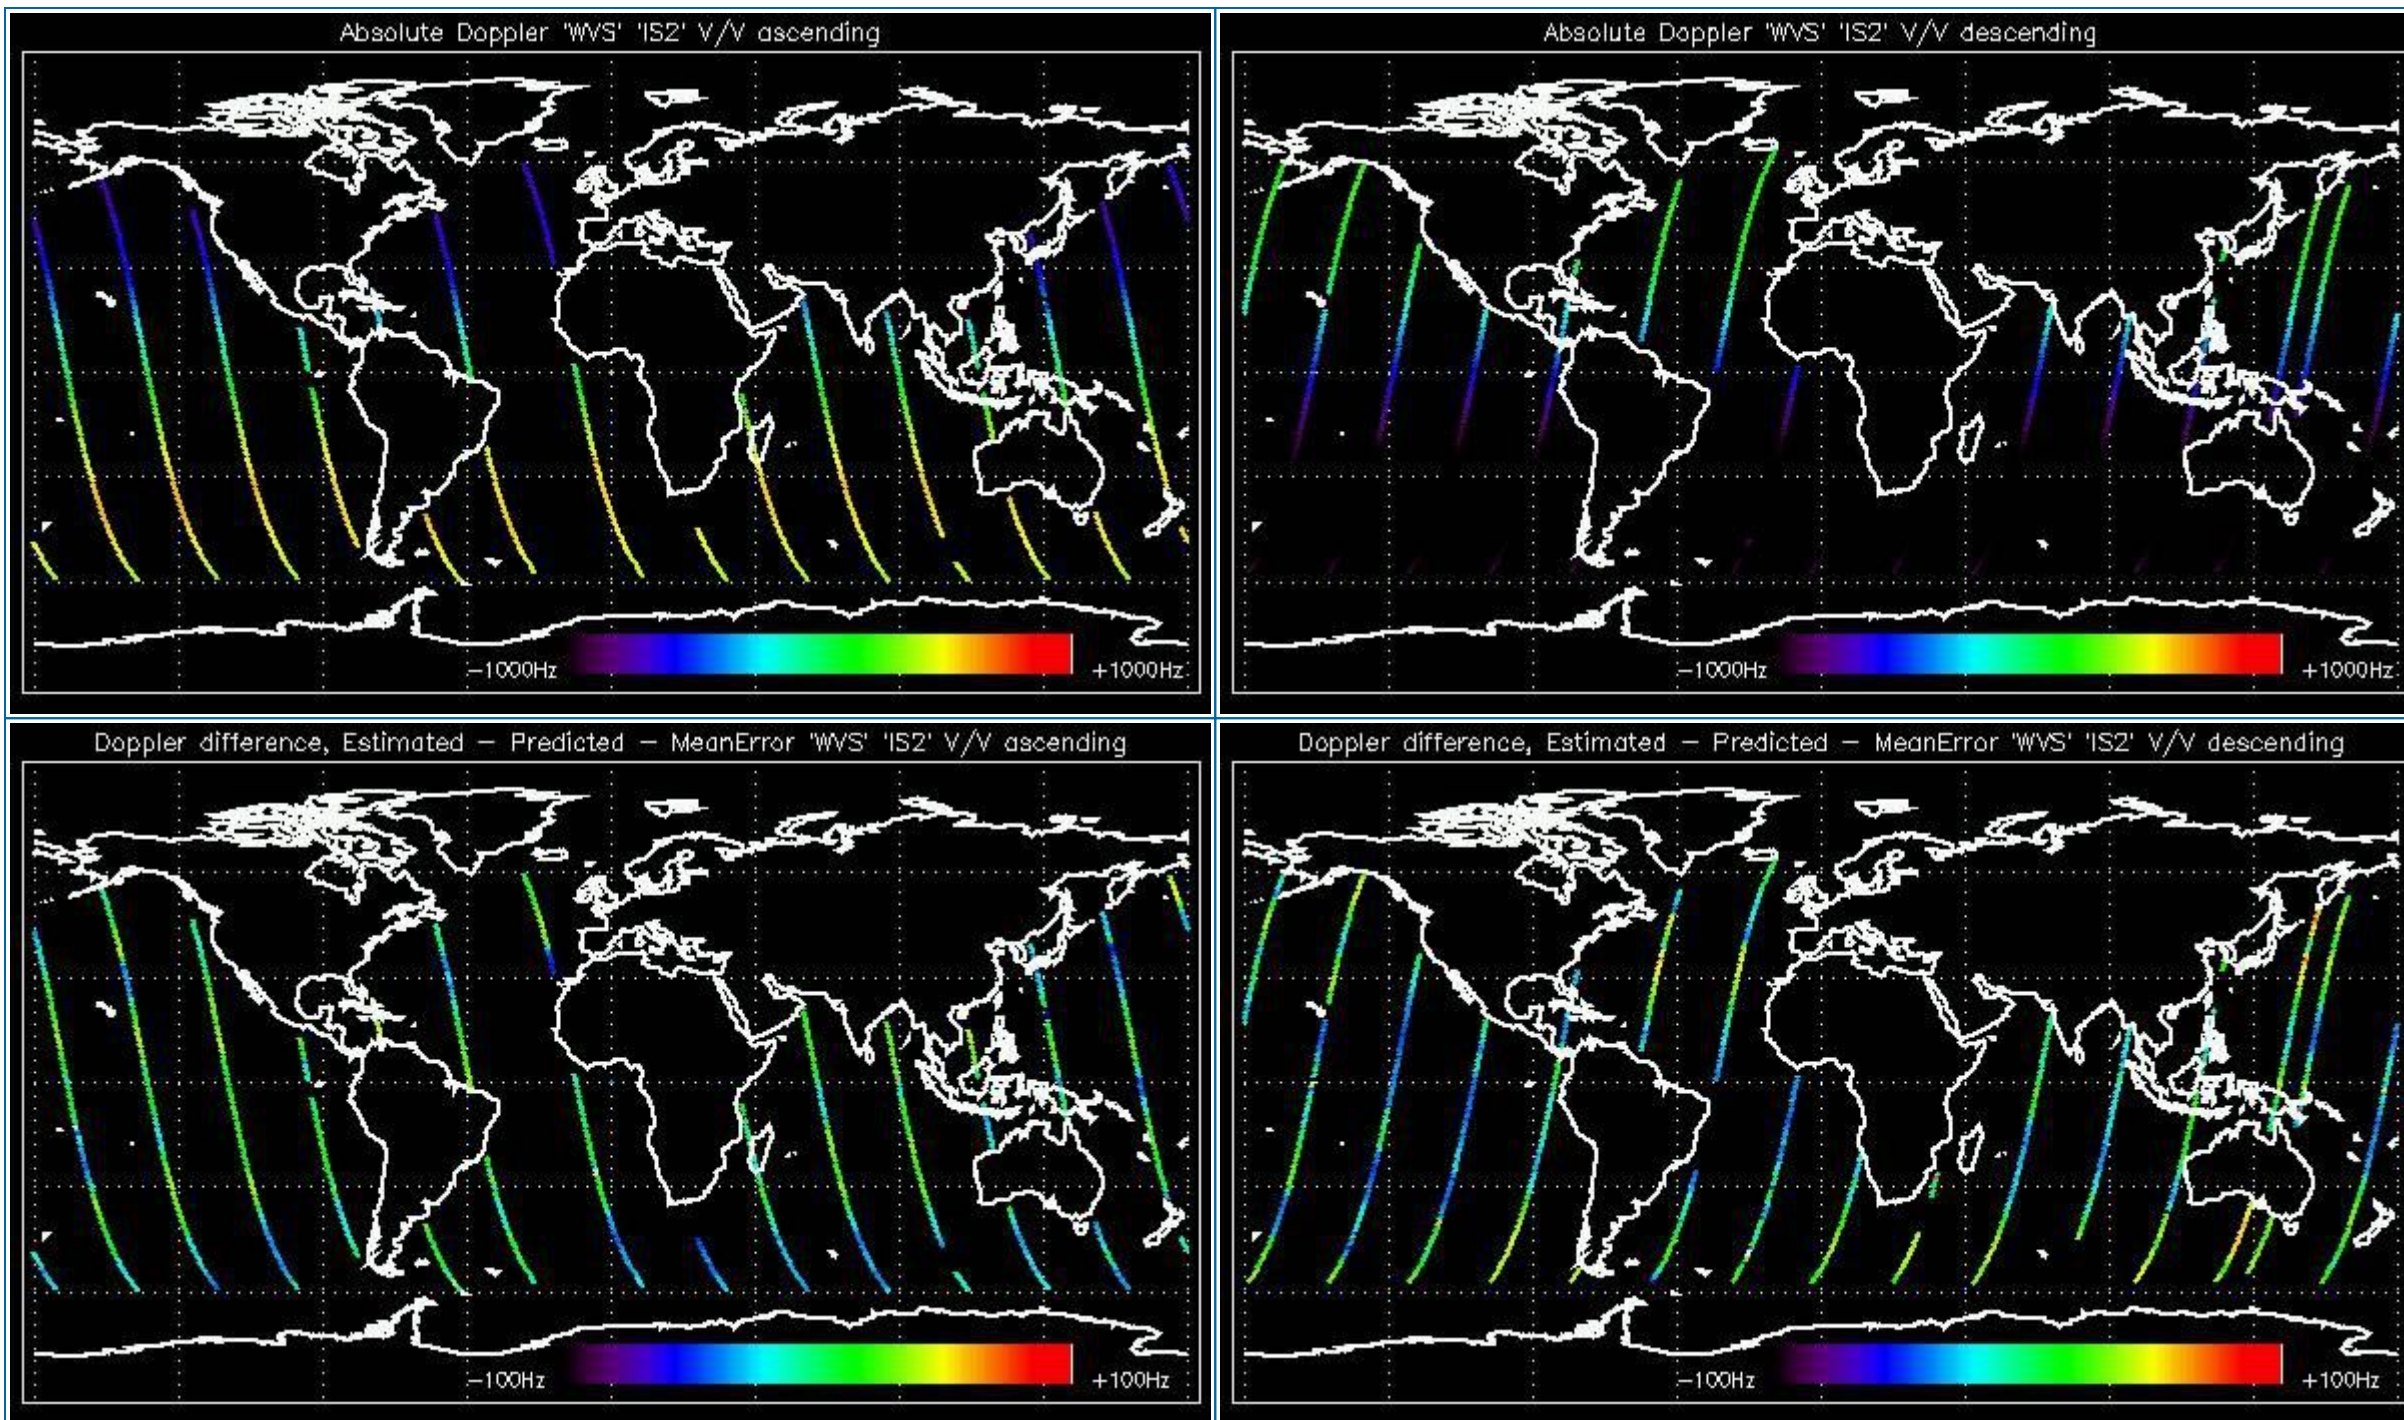 Absolute Doppler 'WVS' 'IS2' V/V ascending
-1000Hz +1000Hz
Absolute Doppler 'WVS' 'IS2' V/V descending
-1000Hz +1000Hz
Doppler difference, Estimated - Predicted - MeanError 'WVS' 'IS2' V/V ascending
-100Hz +100Hz
Doppler difference, Estimated - Predicted - MeanError 'WVS' 'IS2' V/V descending
-100Hz +100Hz